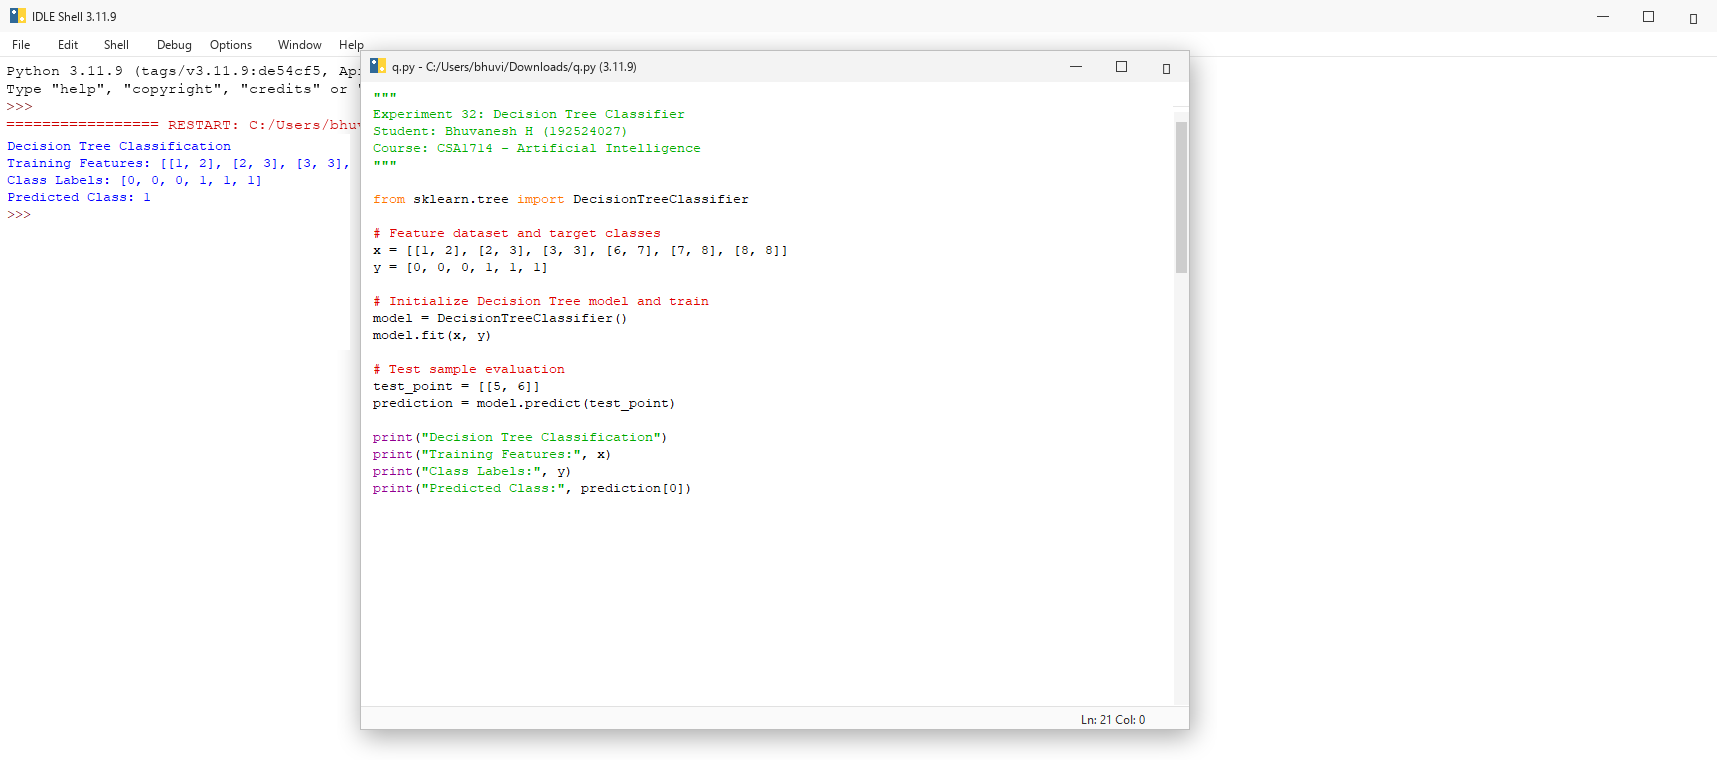 IDLE Shell 3.11.9
File Edit Shell Debug Options Window Help
Python 3.11.9 (tags/v3.11.9:de54cf5, Ap
Type "help", "copyright", "credits" or "
>>>
================= RESTART: C:/Users/bhuv
Decision Tree Classification
Training Features: [[1, 2], [2, 3], [3, 3],
Class Labels: [0, 0, 0, 1, 1, 1]
Predicted Class: 1
>>>
q.py - C:/Users/bhuvi/Downloads/q.py (3.11.9)
"""
Experiment 32: Decision Tree Classifier
Student: Bhuvanesh H (192524027)
Course: CSA1714 - Artificial Intelligence
"""
from sklearn.tree import DecisionTreeClassifier
# Feature dataset and target classes
x = [[1, 2], [2, 3], [3, 3], [6, 7], [7, 8], [8, 8]]
y = [0, 0, 0, 1, 1, 1]
# Initialize Decision Tree model and train
model = DecisionTreeClassifier()
model.fit(x, y)
# Test sample evaluation
test_point = [[5, 6]]
prediction = model.predict(test_point)
print("Decision Tree Classification")
print("Training Features:", x)
print("Class Labels:", y)
print("Predicted Class:", prediction[0])
Ln: 21 Col: 0